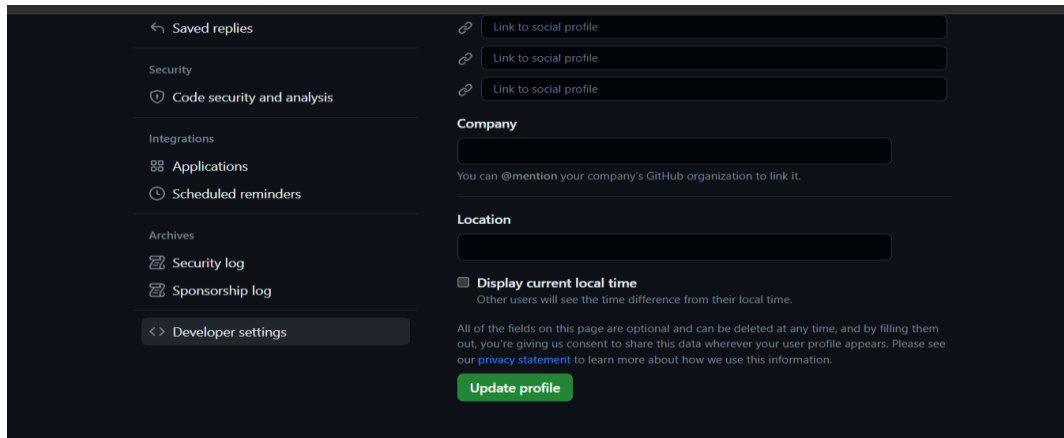 Saved replies
Security
Code security and analysis
Integrations
Applications
Scheduled reminders
Archives
Security log
Sponsorship log
Developer settings
Link to social profile
Link to social profile
Link to social profile
Company
You can @mention your company's GitHub organization to link it.
Location
Display current local time
Other users will see the time difference from their local time.
All of the fields on this page are optional and can be deleted at any time, and by filling them
out, you're giving us consent to share this data wherever your user profile appears. Please see
our privacy statement to learn more about how we use this information.
Update profile